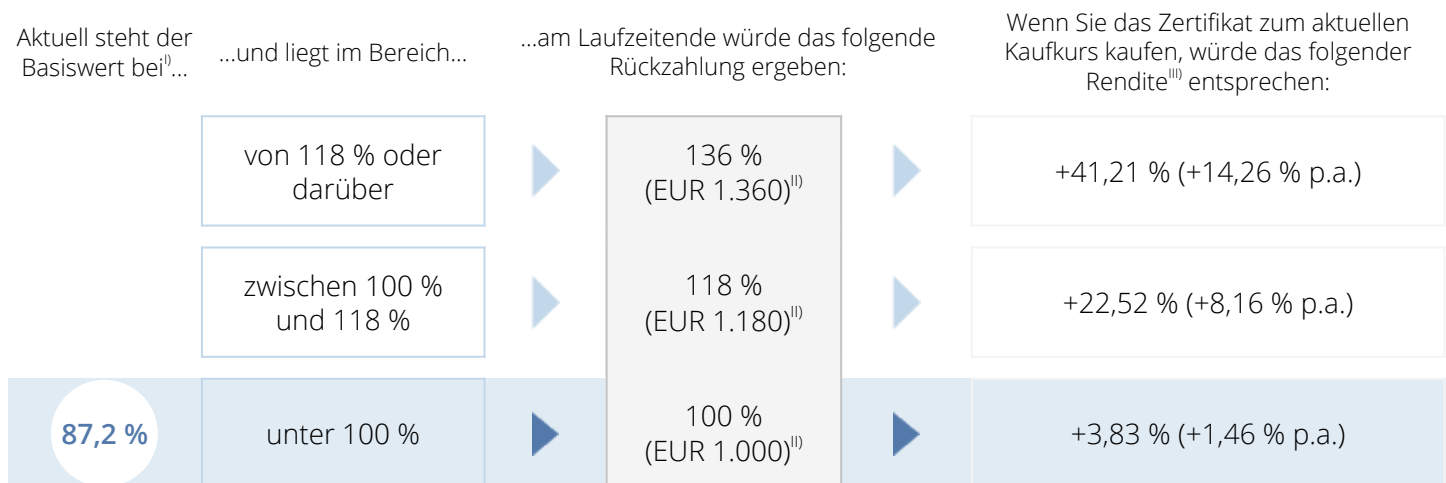 Aktuell steht der
Basiswert bei^I)...
...und liegt im Bereich...
...am Laufzeitende würde das folgende
Rückzahlung ergeben:
Wenn Sie das Zertifikat zum aktuellen
Kaufkurs kaufen, würde das folgender
Rendite^III) entsprechen:
von 118 % oder
darüber
136 %
(EUR 1.360)^II)
+41,21 % (+14,26 % p.a.)
zwischen 100 %
und 118 %
118 %
(EUR 1.180)^II)
+22,52 % (+8,16 % p.a.)
87,2 %
unter 100 %
100 %
(EUR 1.000)^II)
+3,83 % (+1,46 % p.a.)